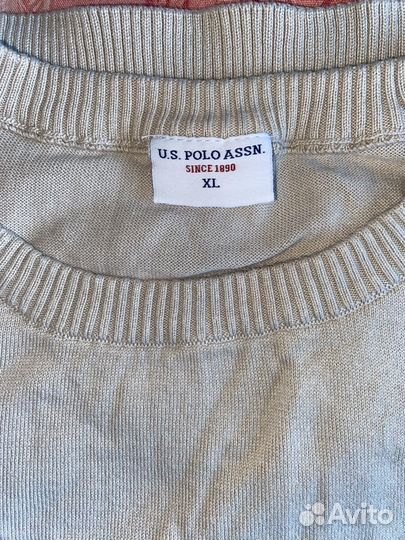 U.S. POLO ASSN.
SINCE 1890
XL
Avito